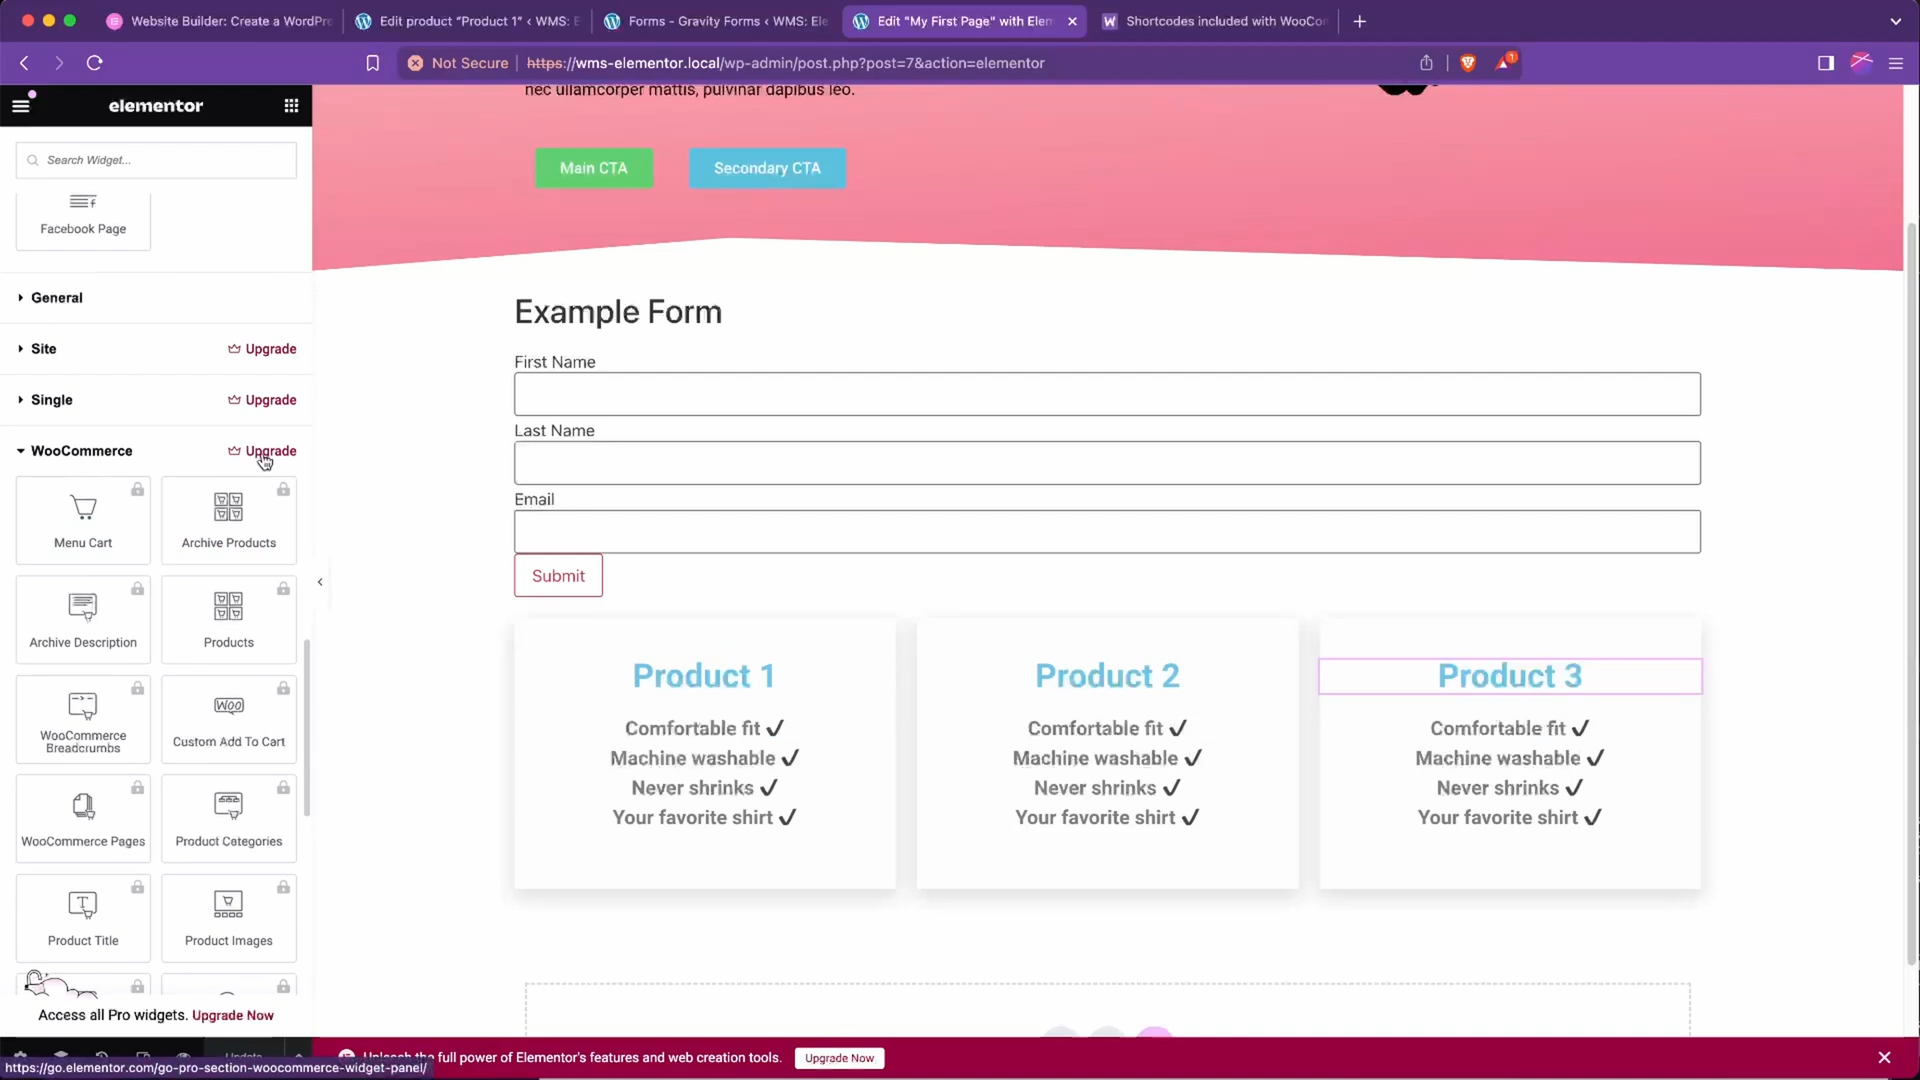 Website Builder: Create a WordPre
Edit product “Product 1” ‹ WMS: E
Forms - Gravity Forms ‹ WMS: Ele
Edit "My First Page" with Elem
Shortcodes included with WooCom
Not Secure https://wms-elementor.local/wp-admin/post.php?post=7&action=elementor
1
elementor
Search Widget...
Facebook Page
General
Site Upgrade
Single Upgrade
WooCommerce Upgrade
Menu Cart
Archive Products
Archive Description
Products
WooCommerce Breadcrumbs
WOO
Custom Add To Cart
WooCommerce Pages
Product Categories
Product Title
Product Images
Access all Pro widgets. Upgrade Now
Update
https://go.elementor.com/go-pro-section-woocommerce-widget-panel/
nec ullamcorper mattis, pulvinar dapibus leo.
Main CTA
Secondary CTA
Example Form
First Name
Last Name
Email
Submit
Product 1
Comfortable fit ✓
Machine washable ✓
Never shrinks ✓
Your favorite shirt ✓
Product 2
Comfortable fit ✓
Machine washable ✓
Never shrinks ✓
Your favorite shirt ✓
Product 3
Comfortable fit ✓
Machine washable ✓
Never shrinks ✓
Your favorite shirt ✓
Unleash the full power of Elementor's features and web creation tools. Upgrade Now